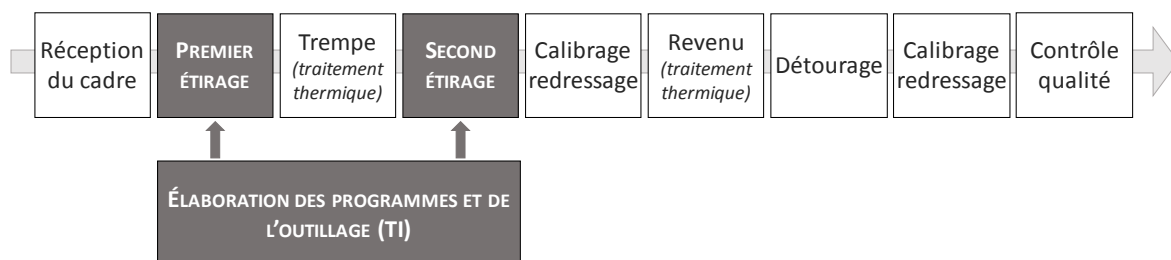 Réception
du cadre
PREMIER
ÉTIRAGE
Trempe
(traitement
thermique)
SECOND
ÉTIRAGE
Calibrage
redressage
Revenu
(traitement
thermique)
Détourage
Calibrage
redressage
Contrôle
qualité
ÉLABORATION DES PROGRAMMES ET DE
L'OUTILLAGE (TI)